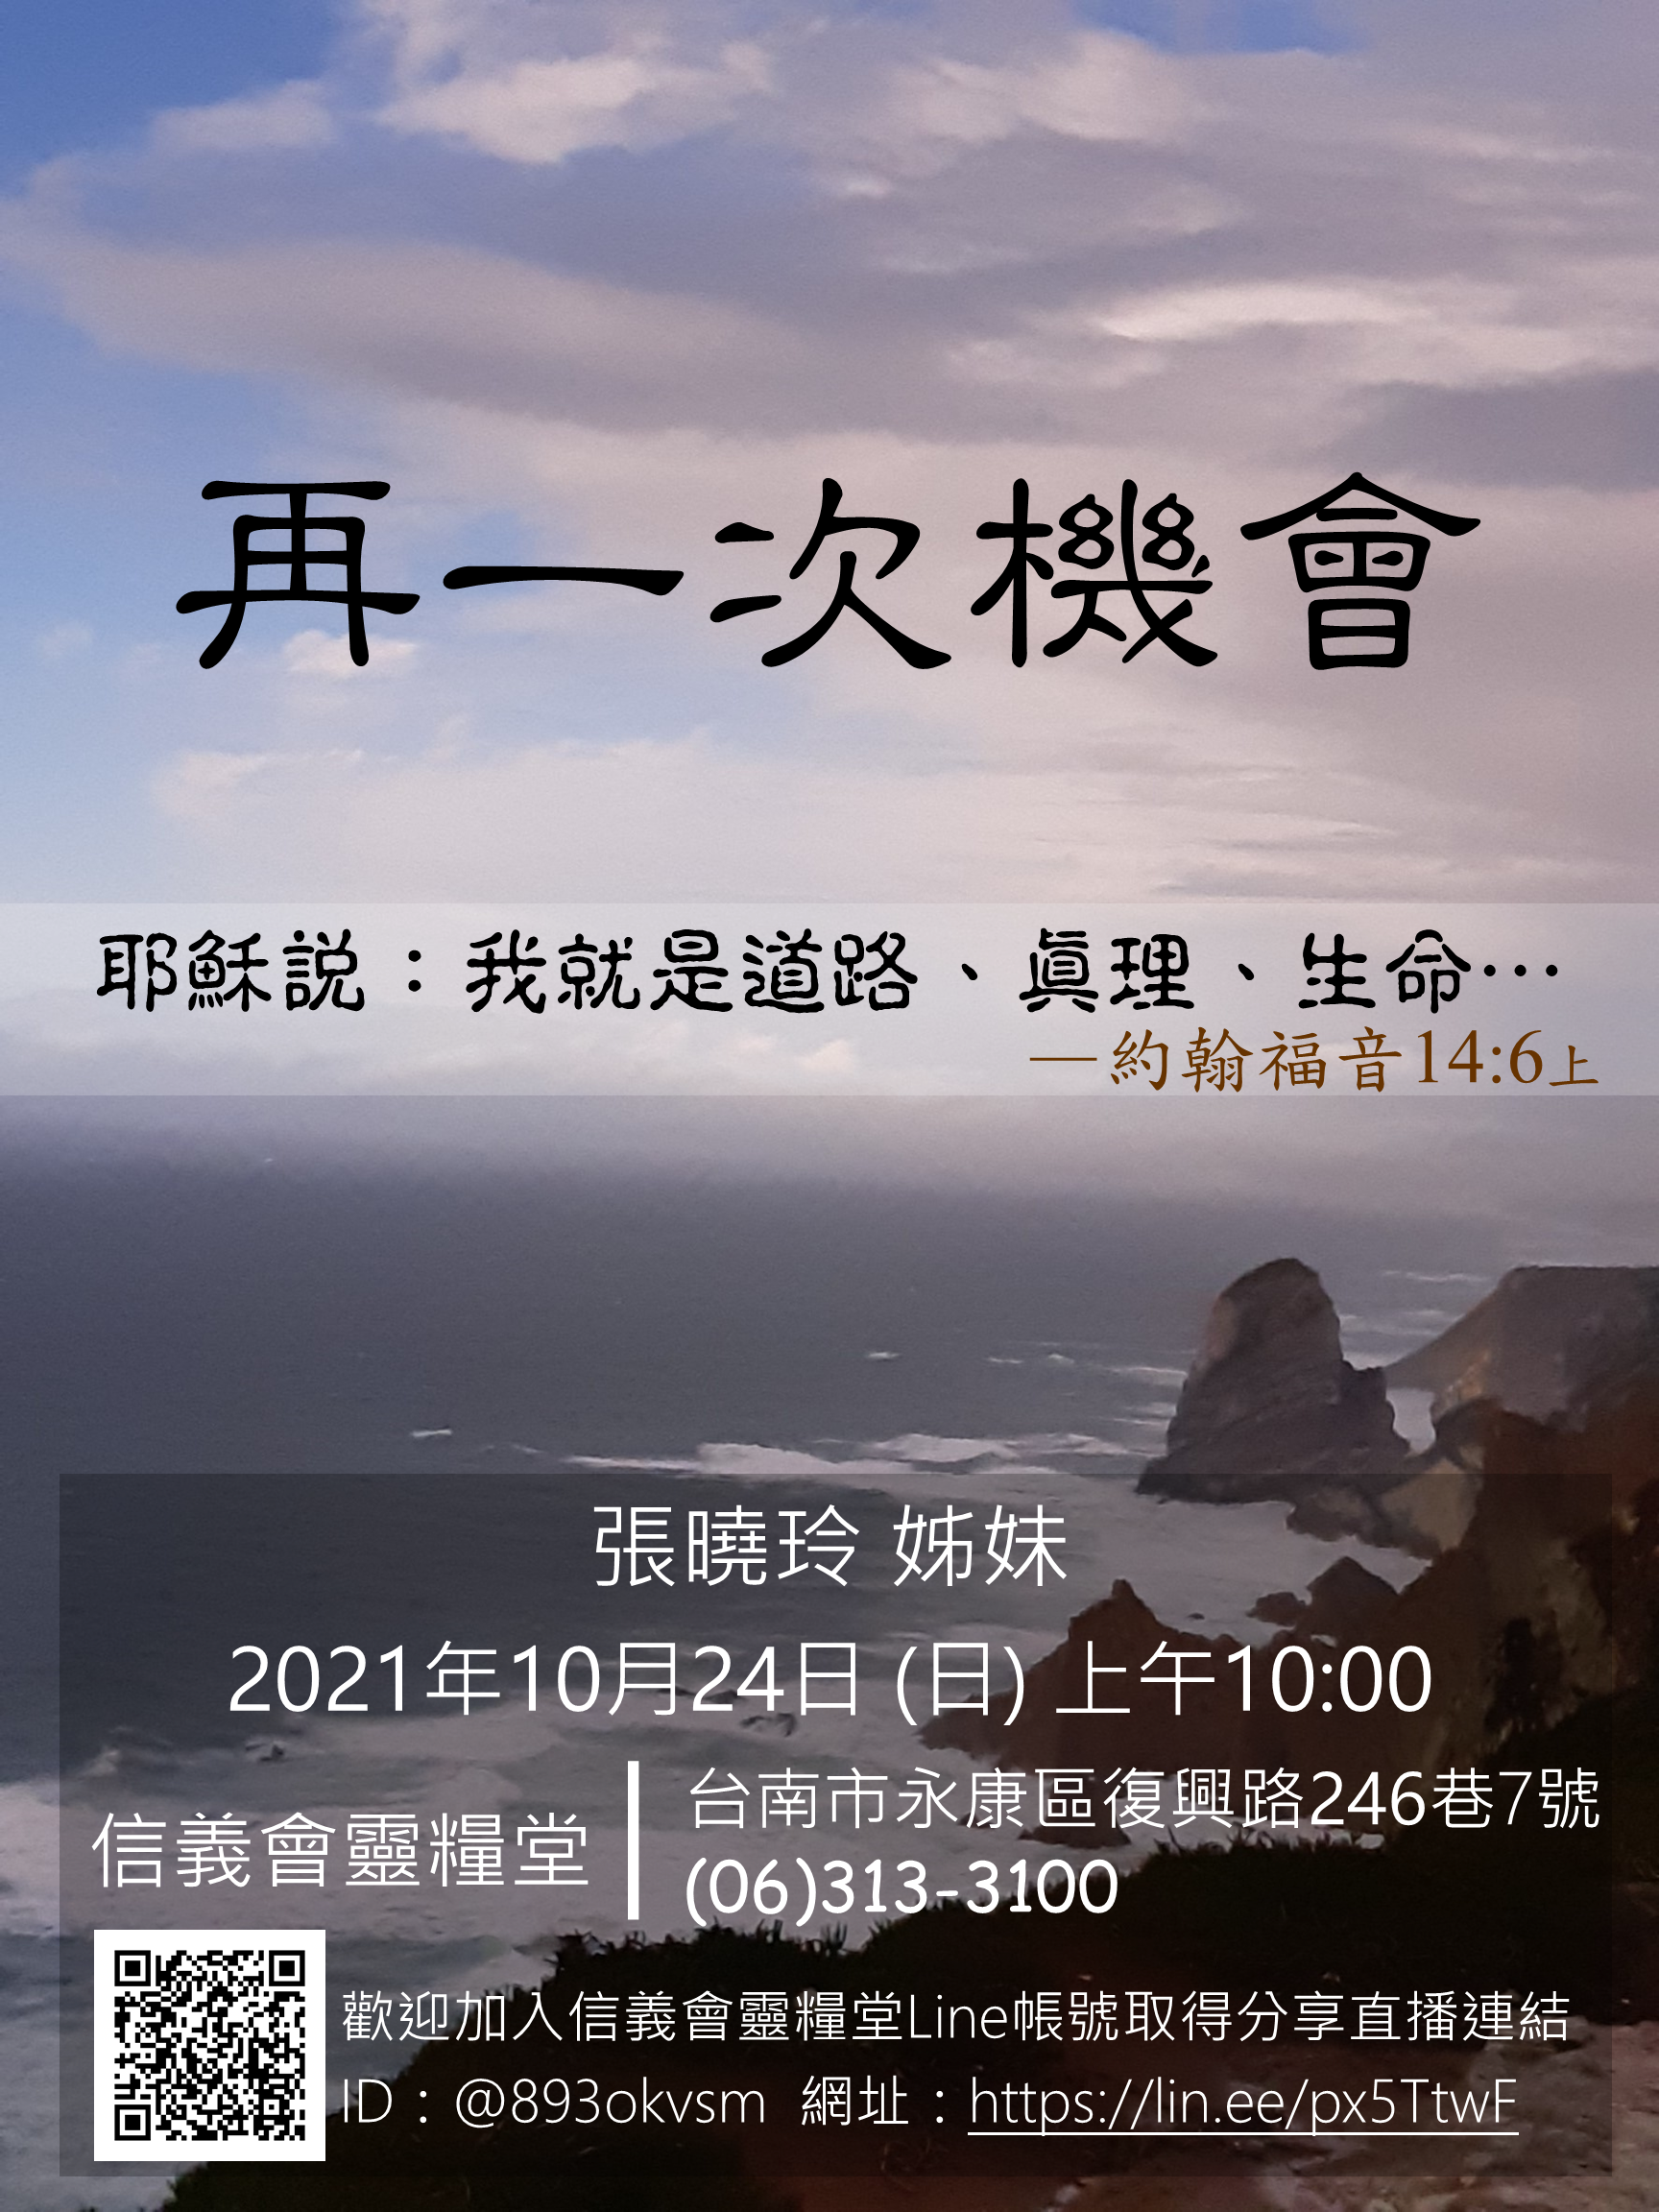 再一次機會
耶穌說：我就是道路、真理、生命…
—約翰福音14:6上
張曉玲 姊妹
2021年10月24日 (日) 上午10:00
信義會靈糧堂
台南市永康區復興路246巷7號
(06)313-3100
歡迎加入信義會靈糧堂Line帳號取得分享直播連結
ID：@893okvsm 網址：https://lin.ee/px5TtwF